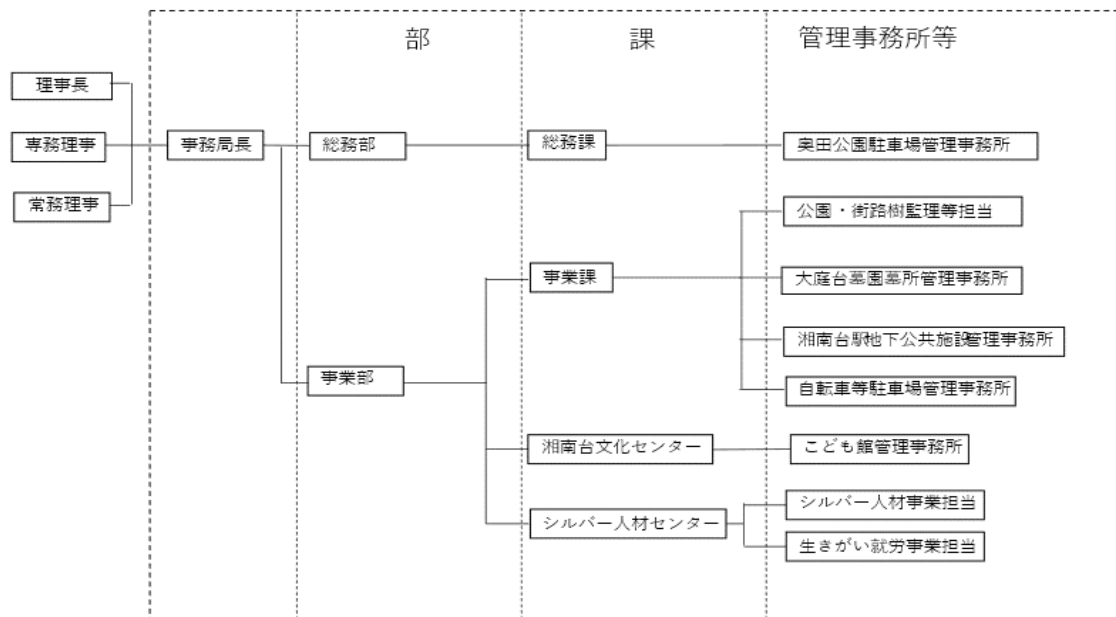 部
課
管理事務所等
理事長
専務理事
常務理事
事務局長
総務部
総務課
奥田公園駐車場管理事務所
事業部
事業課
公園・街路樹監理等担当
大庭台墓園墓所管理事務所
湘南台駅地下公共施設管理事務所
自転車等駐車場管理事務所
湘南台文化センター
こども館管理事務所
シルバー人材センター
シルバー人材事業担当
生きがい就労事業担当